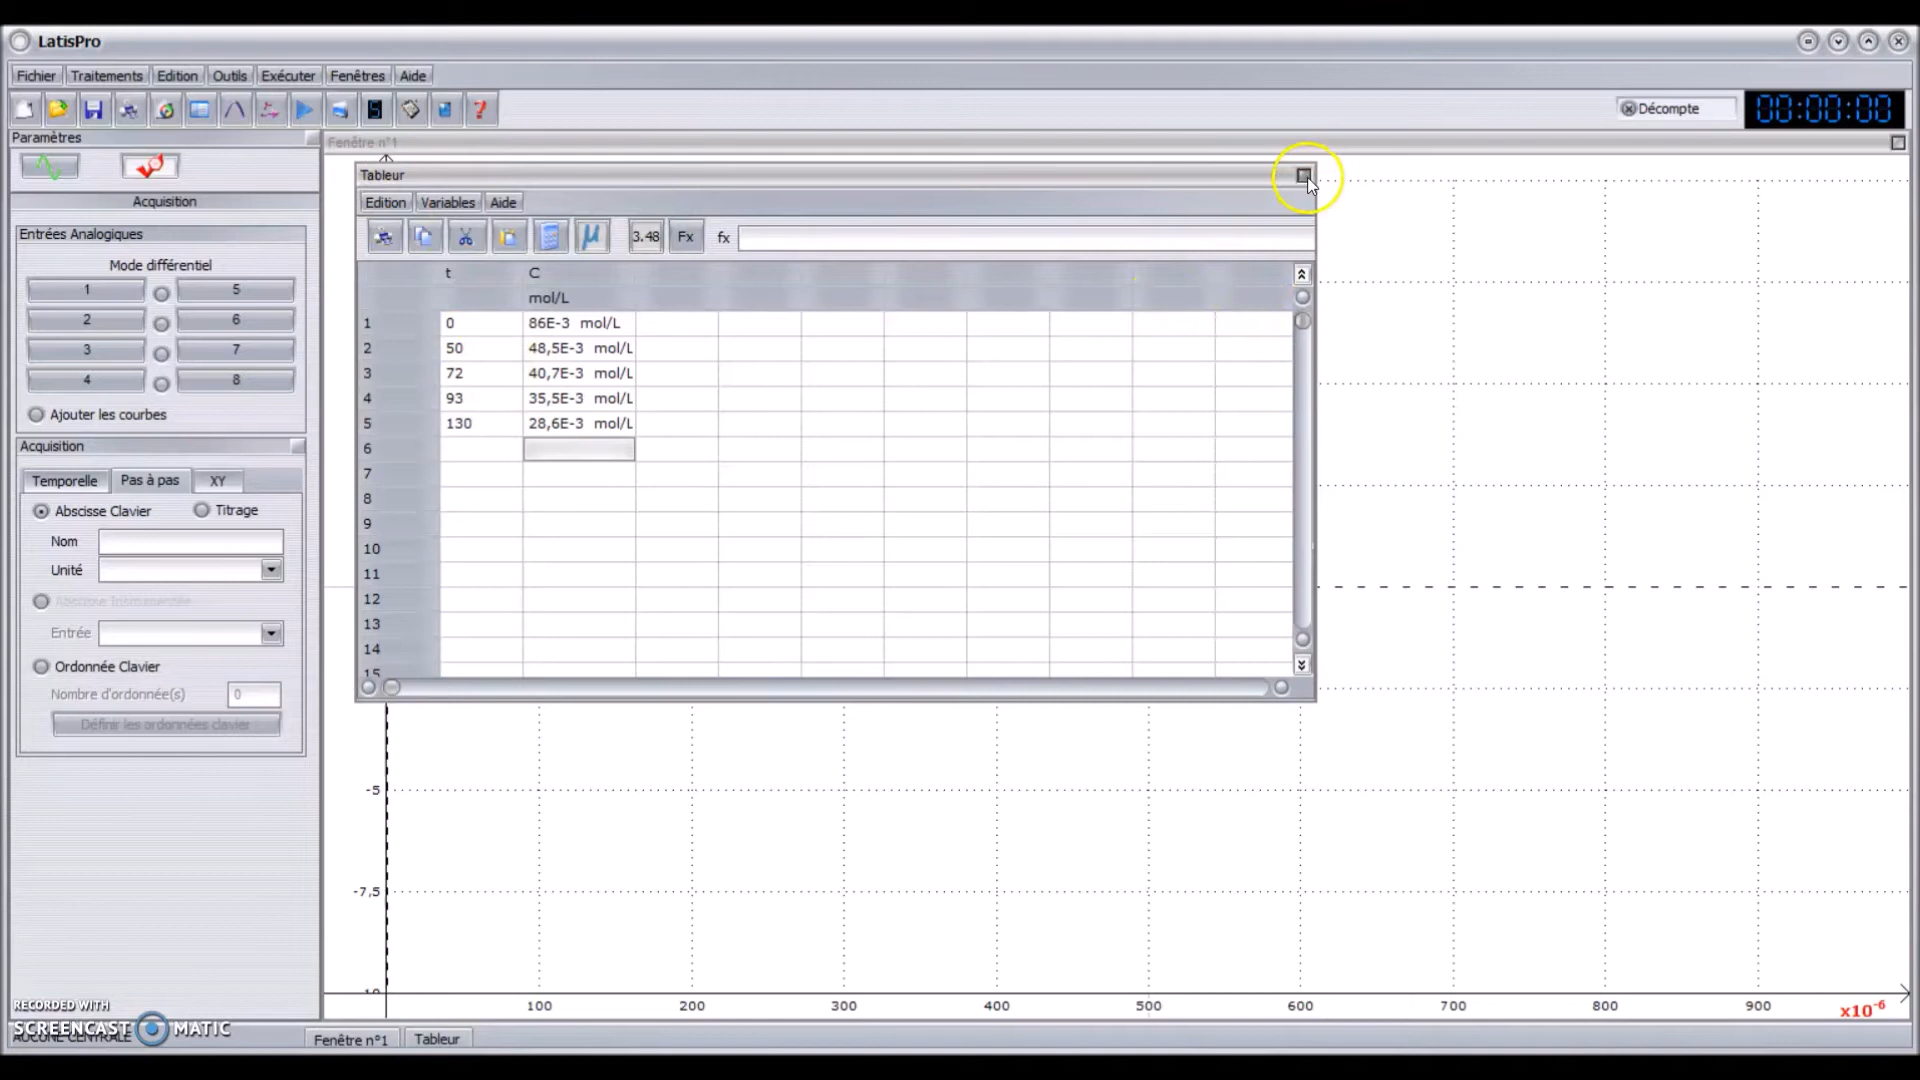 LatisPro
Fichier Traitements Edition Outils Exécuter Fenêtres Aide
Décompte 00:00:00
Paramètres
Fenêtre n°1
Acquisition
Entrées Analogiques
Mode différentiel
1 5
2 6
3 7
4 8
Ajouter les courbes
Acquisition
Temporelle Pas à pas XY
Abscisse Clavier Titrage
Nom
Unité
Entrée
Ordonnée Clavier
Nombre d'ordonnée(s) 0
Définir les ordonnées clavier
Tableur
Edition Variables Aide
3.48 Fx fx
t C
mol/L
1 0 86E-3 mol/L
2 50 48,5E-3 mol/L
3 72 40,7E-3 mol/L
4 93 35,5E-3 mol/L
5 130 28,6E-3 mol/L
6
7
8
9
10
11
12
13
14
15
-5
-7,5
-10
100 200 300 400 500 600 700 800 900 x10-6
RECORDED WITH
SCREENCAST MATIC
AUCUNE CENTRALE
Fenêtre n°1 Tableur